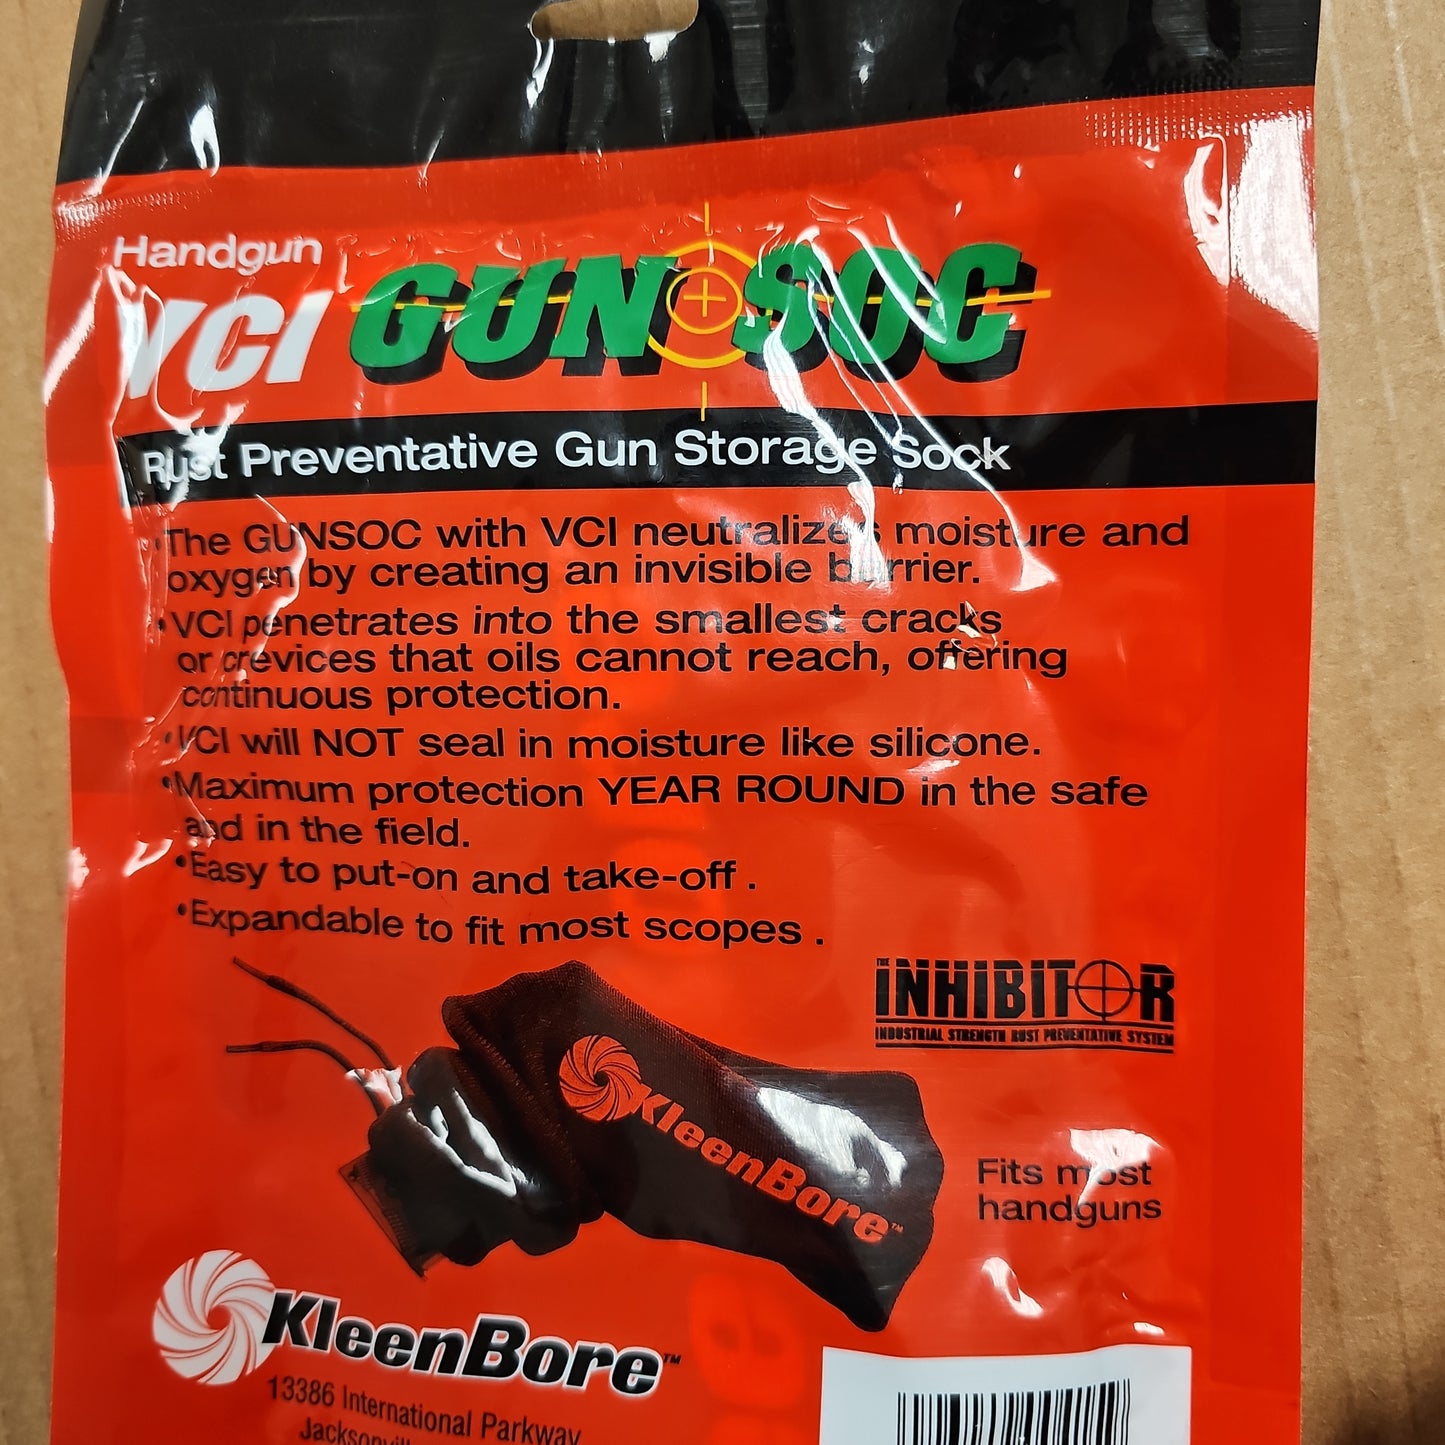 Handgun
VCI GUN SOC
Rust Preventative Gun Storage Sock
•The GUNSOC with VCI neutralizes moisture and
oxygen by creating an invisible barrier.
•VCI penetrates into the smallest cracks
or crevices that oils cannot reach, offering
continuous protection.
•VCI will NOT seal in moisture like silicone.
•Maximum protection YEAR ROUND in the safe
and in the field.
•Easy to put-on and take-off .
•Expandable to fit most scopes .
THE
INHIBITOR
INDUSTRIAL STRENGTH RUST PREVENTATIVE SYSTEM
KleenBore™
Fits most
handguns
KleenBore™
13386 International Parkway